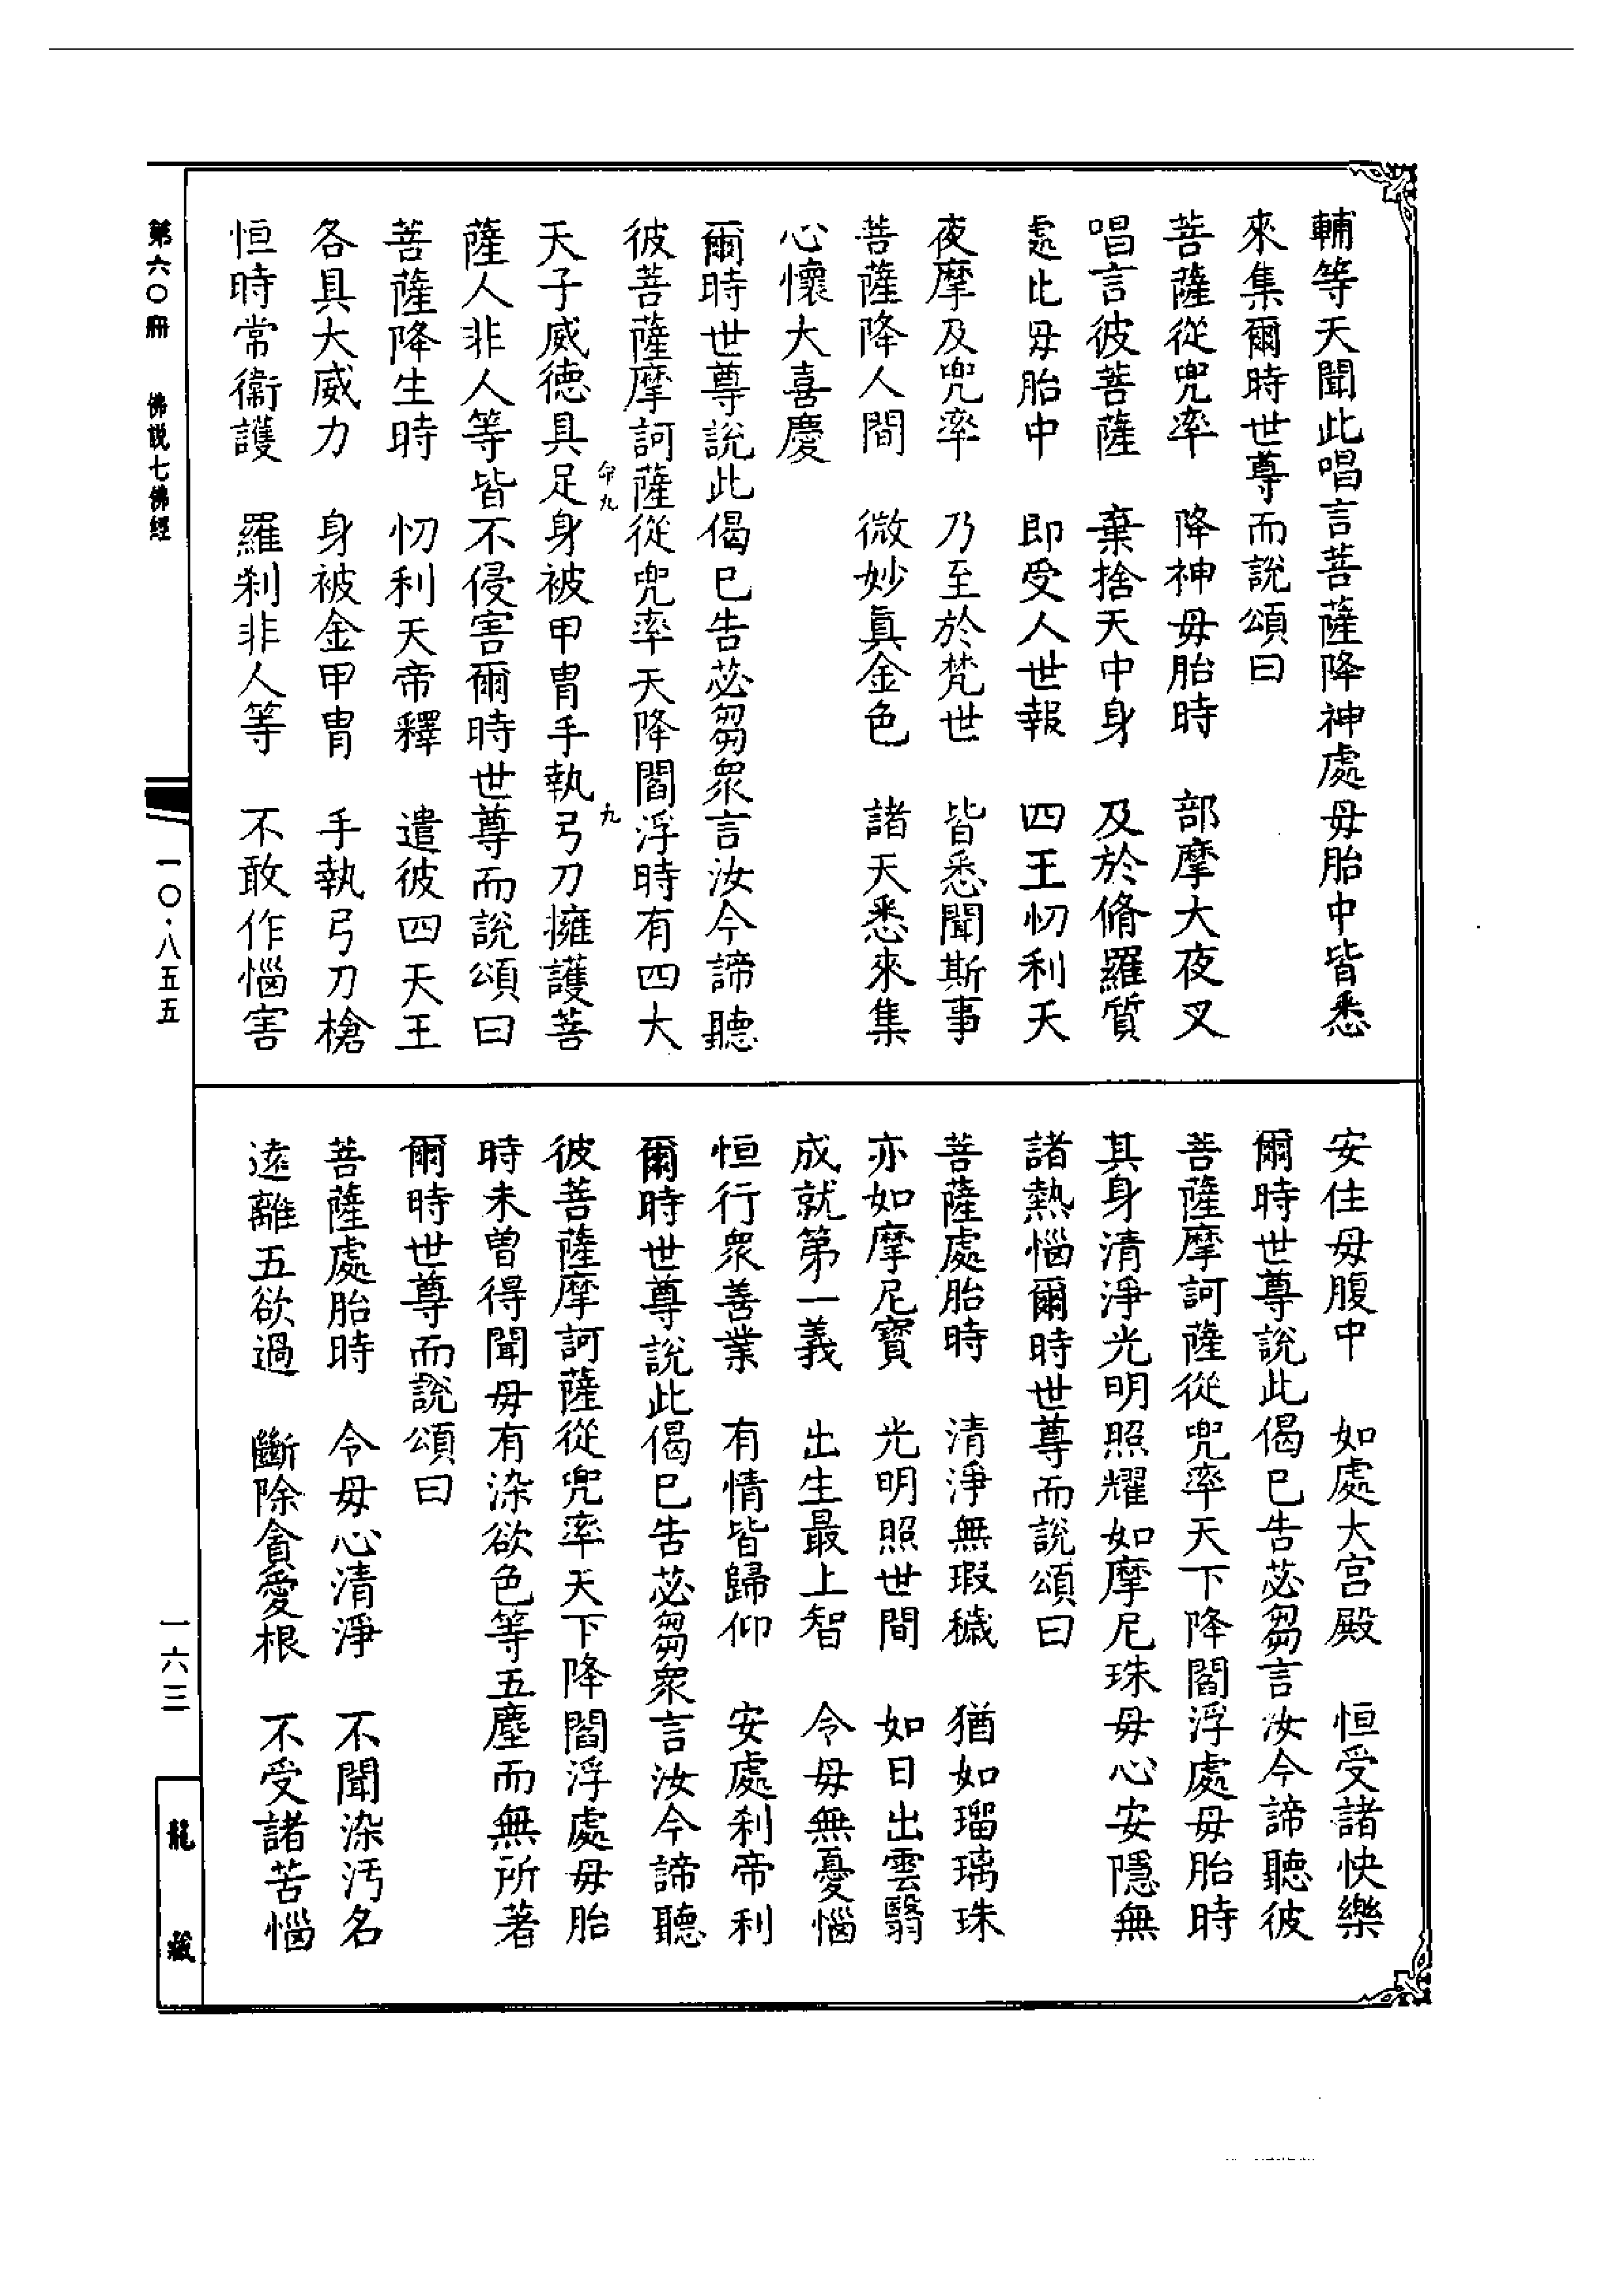 輔等天聞此唱言菩薩降神處毋胎中皆悉
來集爾時世尊而說頌曰
菩薩從兜率　降神毋胎時　部摩大夜叉
唱言彼菩薩　棄捨天中身　及於脩羅質
處比毋胎中　即受人世報　四王忉利天
夜摩及兜率　乃至於梵世　皆悉聞斯事
菩薩降人間　微妙真金色　諸天悉來集
心懷大喜慶
爾時世尊說此偈已告苾芻眾言汝今諦聽
彼菩薩摩訶薩從兜率天降閻浮時有四大
天子威德具足身被甲冑手執弓刀擁護菩
薩人非人等皆不侵害爾時世尊而說頌曰
菩薩降生時　忉利天帝釋　遣彼四天王
各具大威力　身被金甲冑　手執弓刀槍
恒時常衞護　羅剎非人等　不敢作惱害
安住毋腹中　如處大宮殿　恒受諸快樂
爾時世尊說此偈已告苾芻言汝今諦聽彼
菩薩摩訶薩從兜率天下降閻浮處毋胎時
其身清淨光明照耀如摩尼珠毋心安隱無
諸熱惱爾時世尊而說頌曰
菩薩處胎時　清淨無瑕穢　猶如瑠璃珠
亦如摩尼寶　光明照世間　如日出雲翳
成就第一義　出生最上智　令毋無憂惱
恒行眾善業　有情皆歸仰　安處剎帝利
爾時世尊說此偈已告苾芻眾言汝今諦聽
彼菩薩摩訶薩從兜率天下降閻浮處毋胎
時未曾得聞毋有染欲色等五塵而無所著
爾時世尊而說頌曰
菩薩處胎時　令毋心清淨　不聞染汚名
遠離五欲過　斷除貪愛根　不受諸苦惱
第六〇冊　佛説七佛經
一〇·八五五
一六三
龍藏